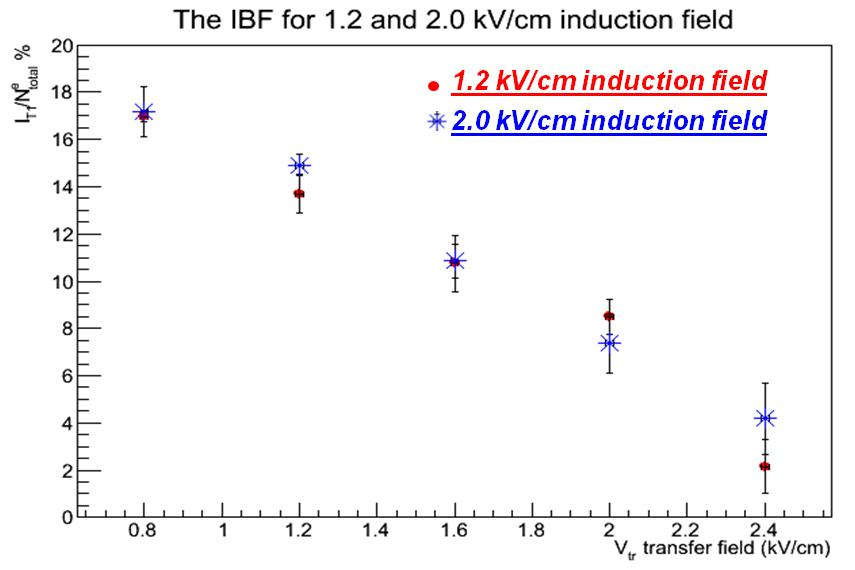 The IBF for 1.2 and 2.0 kV/cm induction field
I_T1/N^e_total %
20
18
16
14
12
10
8
6
4
2
0
1.2 kV/cm induction field
2.0 kV/cm induction field
0.8 1 1.2 1.4 1.6 1.8 2 2.2 2.4
V_tr transfer field (kV/cm)